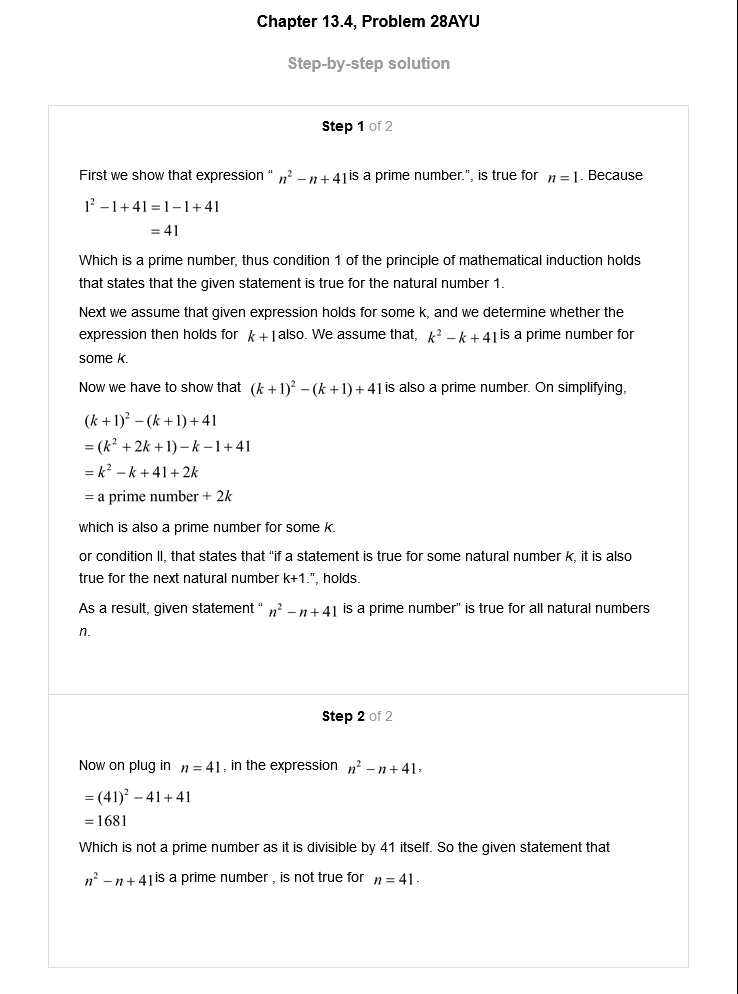 Chapter 13.4, Problem 28AYU
Step-by-step solution
Step 1 of 2
First we show that expression “ n² − n + 41 is a prime number.”, is true for n = 1. Because
1² − 1 + 41 = 1 − 1 + 41
= 41
Which is a prime number, thus condition 1 of the principle of mathematical induction holds
that states that the given statement is true for the natural number 1.
Next we assume that given expression holds for some k, and we determine whether the
expression then holds for k + 1 also. We assume that, k² − k + 41 is a prime number for
some k.
Now we have to show that (k + 1)² − (k + 1) + 41 is also a prime number. On simplifying,
(k + 1)² − (k + 1) + 41
= (k² + 2k + 1) − k − 1 + 41
= k² − k + 41 + 2k
= a prime number + 2k
which is also a prime number for some k.
or condition II, that states that “if a statement is true for some natural number k, it is also
true for the next natural number k+1.”, holds.
As a result, given statement “ n² − n + 41 is a prime number” is true for all natural numbers
n.
Step 2 of 2
Now on plug in n = 41, in the expression n² − n + 41,
= (41)² − 41 + 41
= 1681
Which is not a prime number as it is divisible by 41 itself. So the given statement that
n² − n + 41 is a prime number , is not true for n = 41.